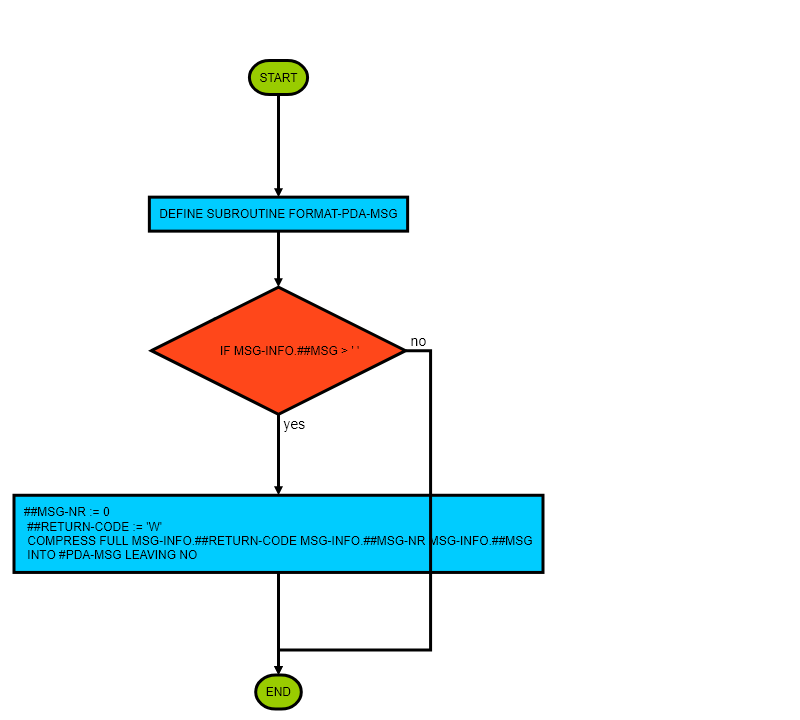 START
DEFINE SUBROUTINE FORMAT-PDA-MSG
IF MSG-INFO.##MSG > ' '
no
yes
##MSG-NR := 0
##RETURN-CODE := 'W'
COMPRESS FULL MSG-INFO.##RETURN-CODE MSG-INFO.##MSG-NR MSG-INFO.##MSG
INTO #PDA-MSG LEAVING NO
END